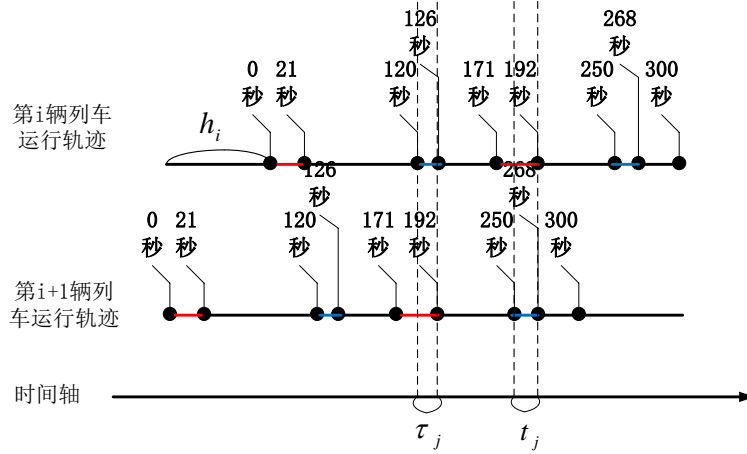 126
秒
268
秒
0
秒
21
秒
120
秒
171
秒
192
秒
250
秒
300
秒
第i辆列车
运行轨迹
h_i
126
秒
268
秒
0
秒
21
秒
120
秒
171
秒
192
秒
250
秒
300
秒
第i+1辆列
车运行轨迹
时间轴
τ_j
t_j